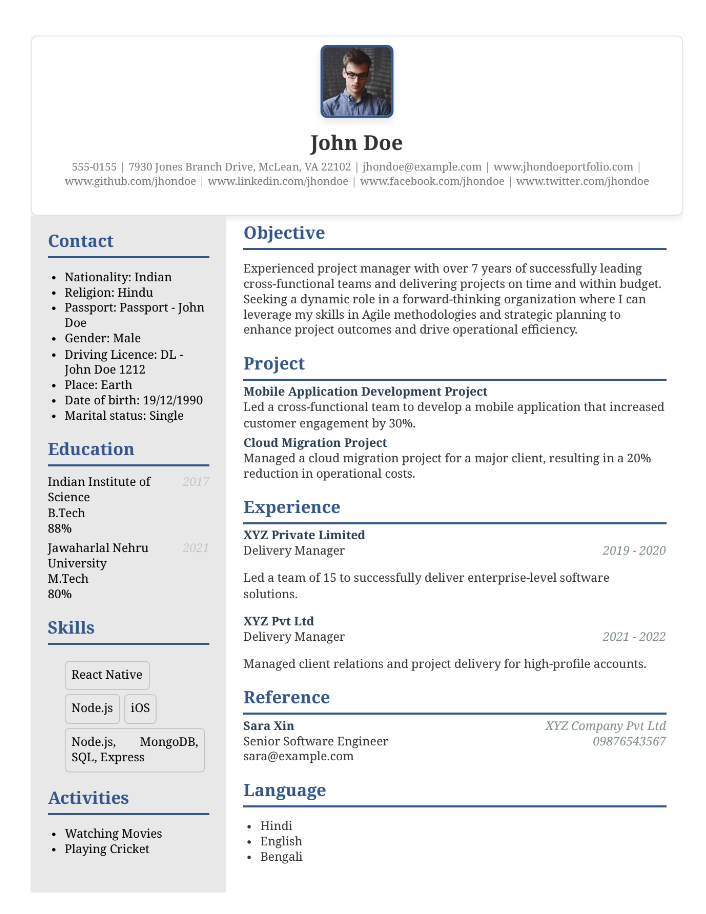 John Doe
555-0155 | 7930 Jones Branch Drive, McLean, VA 22102 | jhondoe@example.com | www.jhondoeportfolio.com |
www.github.com/jhondoe | www.linkedin.com/jhondoe | www.facebook.com/jhondoe | www.twitter.com/jhondoe
Contact
• Nationality: Indian
• Religion: Hindu
• Passport: Passport - John
Doe
• Gender: Male
• Driving Licence: DL -
John Doe 1212
• Place: Earth
• Date of birth: 19/12/1990
• Marital status: Single
Education
Indian Institute of 2017
Science
B.Tech
88%
Jawaharlal Nehru 2021
University
M.Tech
80%
Skills
React Native
Node.js iOS
Node.js, MongoDB,
SQL, Express
Activities
• Watching Movies
• Playing Cricket
Objective
Experienced project manager with over 7 years of successfully leading
cross-functional teams and delivering projects on time and within budget.
Seeking a dynamic role in a forward-thinking organization where I can
leverage my skills in Agile methodologies and strategic planning to
enhance project outcomes and drive operational efficiency.
Project
Mobile Application Development Project
Led a cross-functional team to develop a mobile application that increased
customer engagement by 30%.
Cloud Migration Project
Managed a cloud migration project for a major client, resulting in a 20%
reduction in operational costs.
Experience
XYZ Private Limited
Delivery Manager 2019 - 2020
Led a team of 15 to successfully deliver enterprise-level software
solutions.
XYZ Pvt Ltd
Delivery Manager 2021 - 2022
Managed client relations and project delivery for high-profile accounts.
Reference
Sara Xin XYZ Company Pvt Ltd
Senior Software Engineer 09876543567
sara@example.com
Language
• Hindi
• English
• Bengali